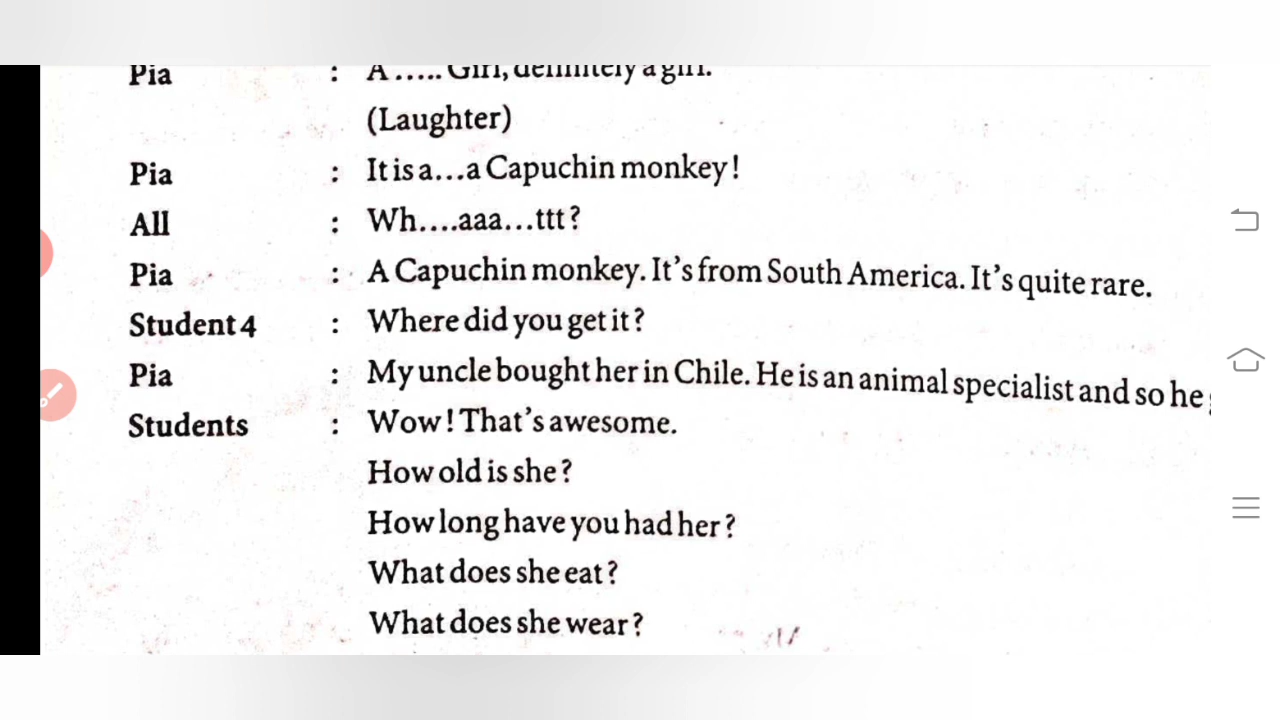 Pia : A ..... Girl, definitely a girl.
(Laughter)
Pia : It is a...a Capuchin monkey!
All : Wh....aaa...ttt?
Pia : A Capuchin monkey. It's from South America. It's quite rare.
Student 4 : Where did you get it?
Pia : My uncle bought her in Chile. He is an animal specialist and so he
Students : Wow! That's awesome.
How old is she?
How long have you had her?
What does she eat?
What does she wear?